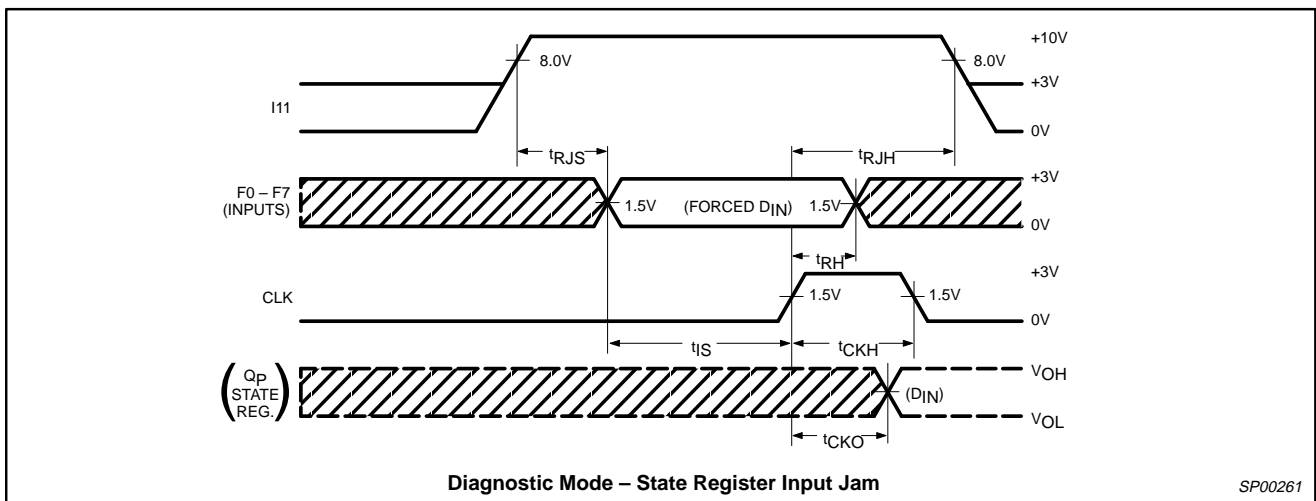 +10V
8.0V
8.0V
+3V
I11
0V
tRJS
tRJH
+3V
F0 – F7
(INPUTS)
1.5V
(FORCED DIN)
1.5V
0V
tRH
+3V
CLK
1.5V
1.5V
0V
tIS
tCKH
VOH
QP
STATE
REG.
(DIN)
VOL
tCKO
Diagnostic Mode – State Register Input Jam
SP00261